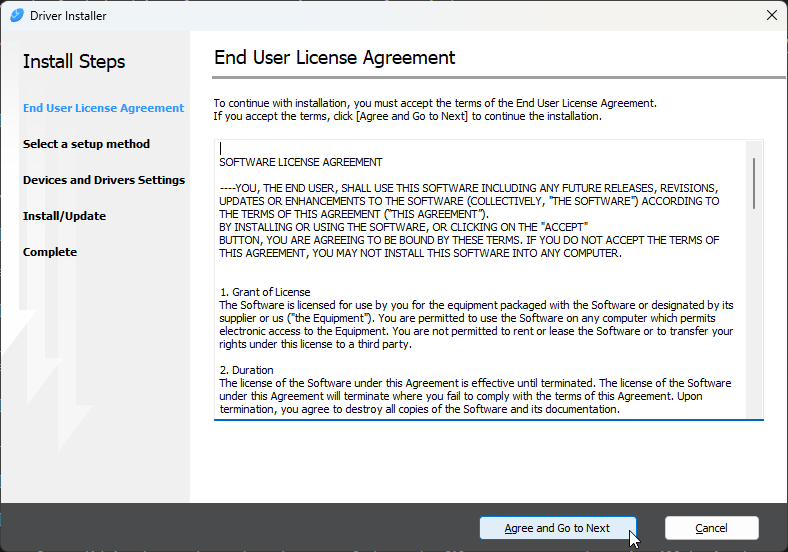 Driver Installer
Install Steps
End User License Agreement
Select a setup method
Devices and Drivers Settings
Install/Update
Complete
End User License Agreement
To continue with installation, you must accept the terms of the End User License Agreement.
If you accept the terms, click [Agree and Go to Next] to continue the installation.
SOFTWARE LICENSE AGREEMENT
----YOU, THE END USER, SHALL USE THIS SOFTWARE INCLUDING ANY FUTURE RELEASES, REVISIONS,
UPDATES OR ENHANCEMENTS TO THE SOFTWARE (COLLECTIVELY, "THE SOFTWARE") ACCORDING TO
THE TERMS OF THIS AGREEMENT ("THIS AGREEMENT").
BY INSTALLING OR USING THE SOFTWARE, OR CLICKING ON THE "ACCEPT"
BUTTON, YOU ARE AGREEING TO BE BOUND BY THESE TERMS. IF YOU DO NOT ACCEPT THE TERMS OF
THIS AGREEMENT, YOU MAY NOT INSTALL THIS SOFTWARE INTO ANY COMPUTER.
1. Grant of License
The Software is licensed for use by you for the equipment packaged with the Software or designated by its
supplier or us ("the Equipment"). You are permitted to use the Software on any computer which permits
electronic access to the Equipment. You are not permitted to rent or lease the Software or to transfer your
rights under this license to a third party.
2. Duration
The license of the Software under this Agreement is effective until terminated. The license of the Software
under this Agreement will terminate where you fail to comply with the terms of this Agreement. Upon
termination, you agree to destroy all copies of the Software and its documentation.
Agree and Go to Next
Cancel